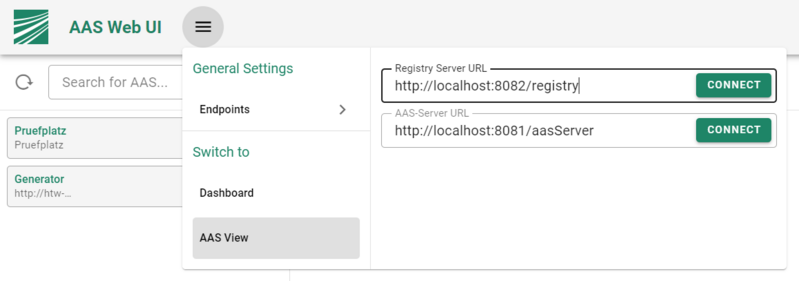 AAS Web UI
Search for AAS...
Pruefplatz
Pruefplatz
Generator
http://htw-...
General Settings
Endpoints
Switch to
Dashboard
AAS View
Registry Server URL
http://localhost:8082/registry
CONNECT
AAS-Server URL
http://localhost:8081/aasServer
CONNECT